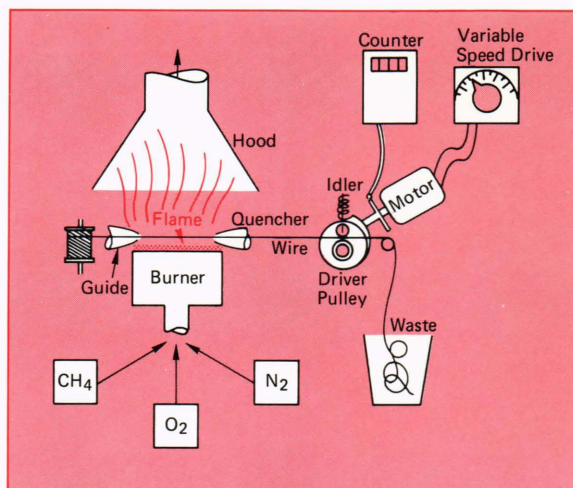 Counter
Variable
Speed Drive
Hood
Idler
Motor
Flame
Quencher
Wire
Guide
Burner
Driver
Pulley
Waste
CH4
N2
O2